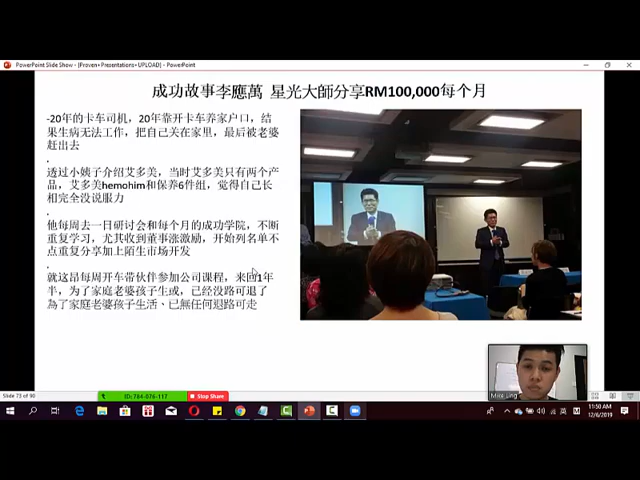 PowerPoint Slide Show - [Proven+Presentations+UPLOAD] - PowerPoint
成功故事李應萬 星光大師分享RM100,000每个月
-20年的卡车司机，20年靠开卡车养家户口，结
果生病无法工作，把自己关在家里，最后被老婆
赶出去
.
透过小姨子介绍艾多美，当时艾多美只有两个产
品，艾多美hemohim和保养6件组，觉得自己长
相完全没说服力
.
他每周去一日研讨会和每个月的成功学院，不断
重复学习，尤其收到董事涨激励，开始列名单不
点重复分享加上陌生市场开发
.
就这昂每周开车带伙伴参加公司课程，来回1年
半，为了家庭老婆孩子生或，己经没路可退了
為了家庭老婆孩子生活、已無任何退路可走
Mike Ling
Slide 73 of 90
ID: 784-076-117
Stop Share
11:50 AM
12/6/2019